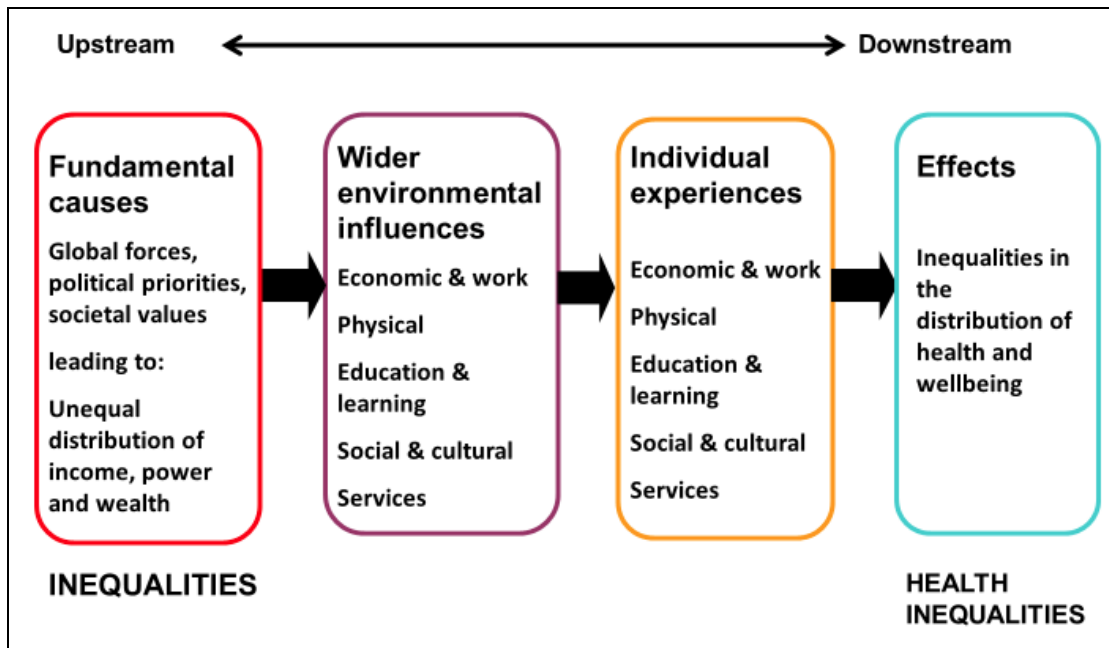 Upstream
Downstream
Fundamental
causes
Global forces,
political priorities,
societal values
leading to:
Unequal
distribution of
income, power
and wealth
Wider
environmental
influences
Economic & work
Physical
Education &
learning
Social & cultural
Services
Individual
experiences
Economic & work
Physical
Education &
learning
Social & cultural
Services
Effects
Inequalities in
the
distribution of
health and
wellbeing
INEQUALITIES
HEALTH
INEQUALITIES